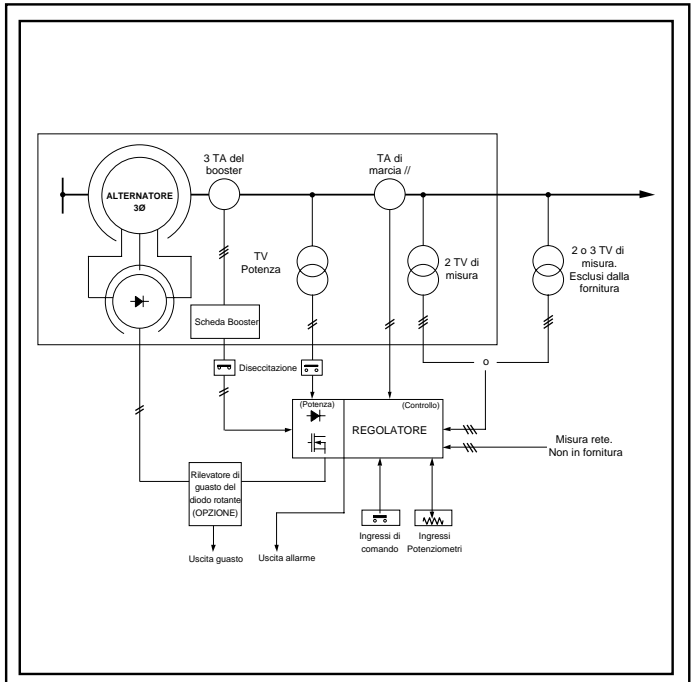 3 TA del
booster
TA di
marcia //
ALTERNATORE
3Ø
TV
Potenza
2 TV di
misura
2 o 3 TV di
misura.
Esclusi dalla
fornitura
Scheda Booster
o
Diseccitazione
(Potenza)
(Controllo)
REGOLATORE
Misura rete.
Non in fornitura
Rilevatore di
guasto del
diodo rotante
(OPZIONE)
Uscita guasto
Uscita allarme
Ingressi di
comando
Ingressi
Potenziometri